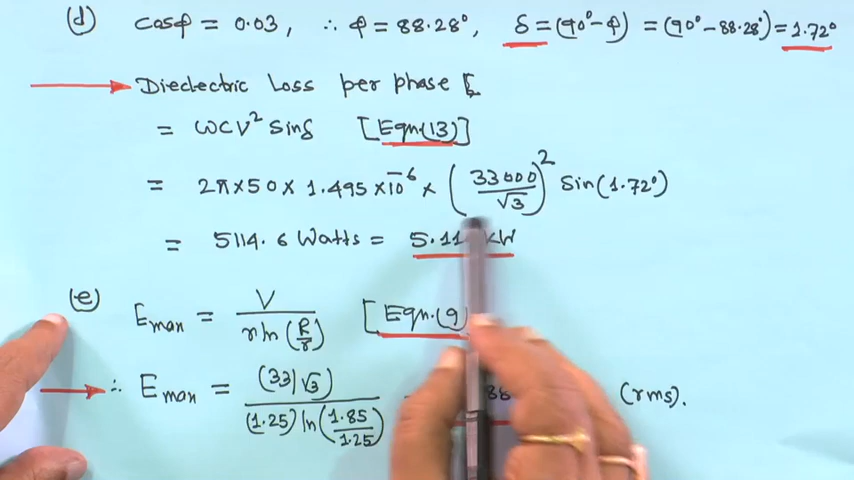 (d) cosφ = 0.03, ∴ φ = 88.28°, δ = (90° - φ) = (90° - 88.28°) = 1.72°
Dielectric Loss per phase
= ωCV² Sinδ [Eqn.(13)]
= 2π×50× 1.495×10⁻⁶ × (33000/√3)² Sin(1.72°)
= 5114.6 Watts = 5.11 kW
(e) Emax = V / r ln(R/r) [Eqn.(9)
∴ Emax = (33/√3) / (1.25) ln(1.85/1.25) 88 (rms).